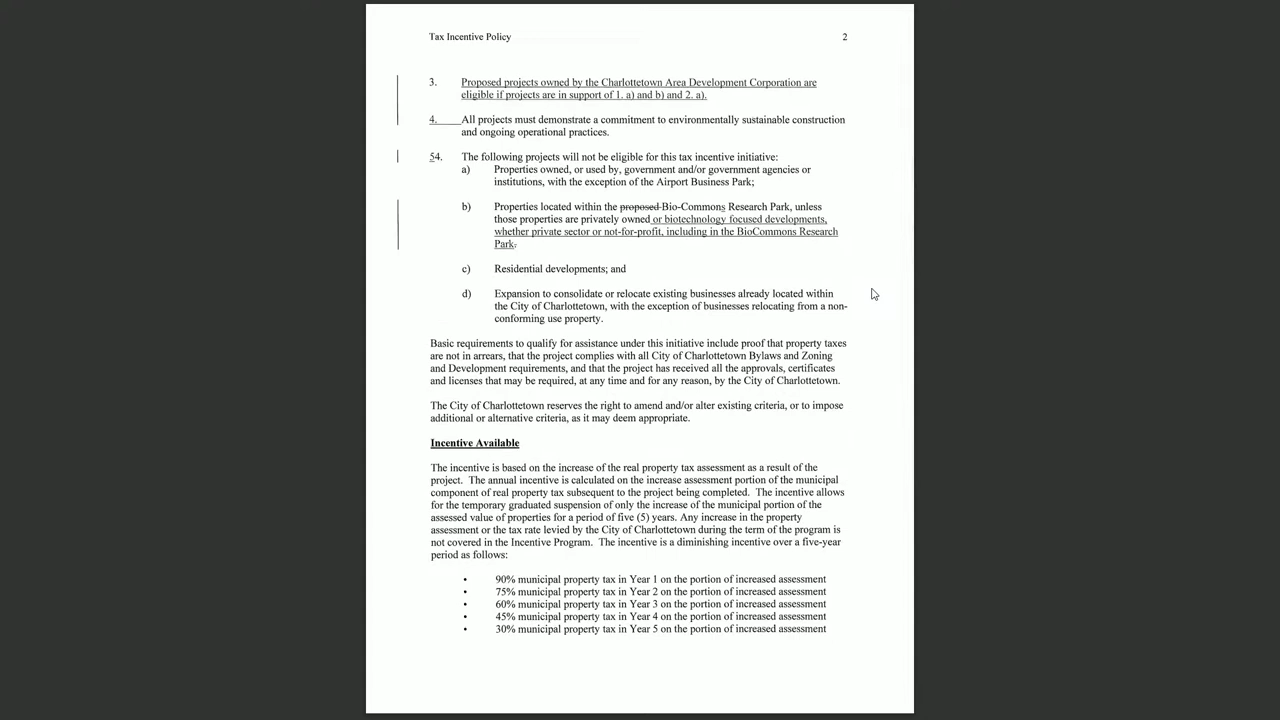 Tax Incentive Policy 2
3. Proposed projects owned by the Charlottetown Area Development Corporation are
eligible if projects are in support of 1. a) and b) and 2. a).
4. All projects must demonstrate a commitment to environmentally sustainable construction
and ongoing operational practices.
54. The following projects will not be eligible for this tax incentive initiative:
a) Properties owned, or used by, government and/or government agencies or
institutions, with the exception of the Airport Business Park;
b) Properties located within the proposed Bio-Commons Research Park, unless
those properties are privately owned or biotechnology focused developments,
whether private sector or not-for-profit, including in the BioCommons Research
Park.
c) Residential developments; and
d) Expansion to consolidate or relocate existing businesses already located within
the City of Charlottetown, with the exception of businesses relocating from a non-
conforming use property.
Basic requirements to qualify for assistance under this initiative include proof that property taxes
are not in arrears, that the project complies with all City of Charlottetown Bylaws and Zoning
and Development requirements, and that the project has received all the approvals, certificates
and licenses that may be required, at any time and for any reason, by the City of Charlottetown.
The City of Charlottetown reserves the right to amend and/or alter existing criteria, or to impose
additional or alternative criteria, as it may deem appropriate.
Incentive Available
The incentive is based on the increase of the real property tax assessment as a result of the
project. The annual incentive is calculated on the increase assessment portion of the municipal
component of real property tax subsequent to the project being completed. The incentive allows
for the temporary graduated suspension of only the increase of the municipal portion of the
assessed value of properties for a period of five (5) years. Any increase in the property
assessment or the tax rate levied by the City of Charlottetown during the term of the program is
not covered in the Incentive Program. The incentive is a diminishing incentive over a five-year
period as follows:
• 90% municipal property tax in Year 1 on the portion of increased assessment
• 75% municipal property tax in Year 2 on the portion of increased assessment
• 60% municipal property tax in Year 3 on the portion of increased assessment
• 45% municipal property tax in Year 4 on the portion of increased assessment
• 30% municipal property tax in Year 5 on the portion of increased assessment